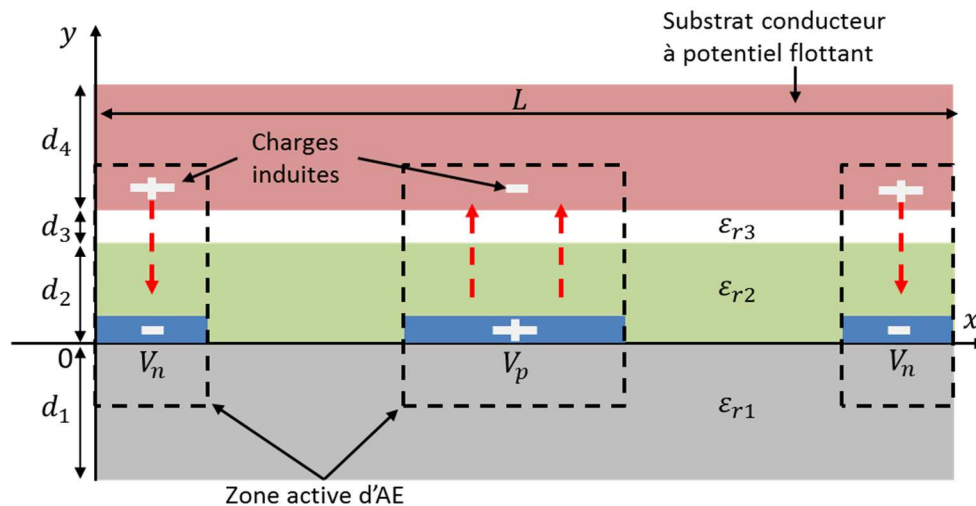 y
Substrat conducteur
à potentiel flottant
L
d₄
Charges
induites
+
-
+
d₃
εᵣ₃
d₂
εᵣ₂
-
+
-
x
0
Vₙ
Vₚ
Vₙ
d₁
εᵣ₁
Zone active d’AE